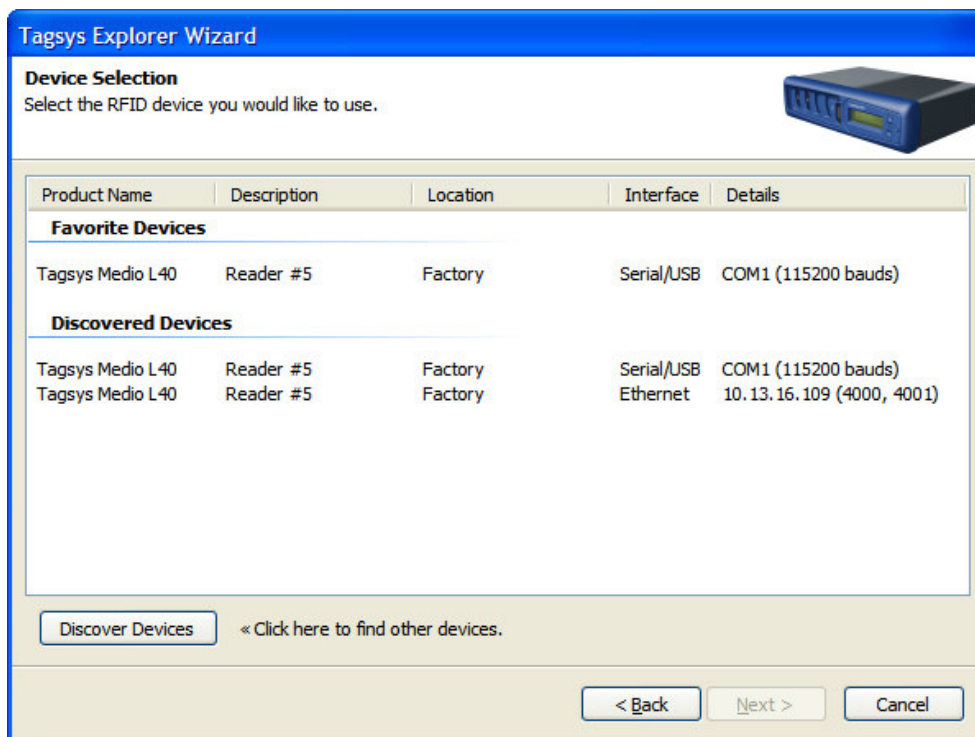 Tagsys Explorer Wizard
Device Selection
Select the RFID device you would like to use.
Product Name Description Location Interface Details
Favorite Devices
Tagsys Medio L40 Reader #5 Factory Serial/USB COM1 (115200 bauds)
Discovered Devices
Tagsys Medio L40 Reader #5 Factory Serial/USB COM1 (115200 bauds)
Tagsys Medio L40 Reader #5 Factory Ethernet 10.13.16.109 (4000, 4001)
Discover Devices « Click here to find other devices.
< Back Next > Cancel